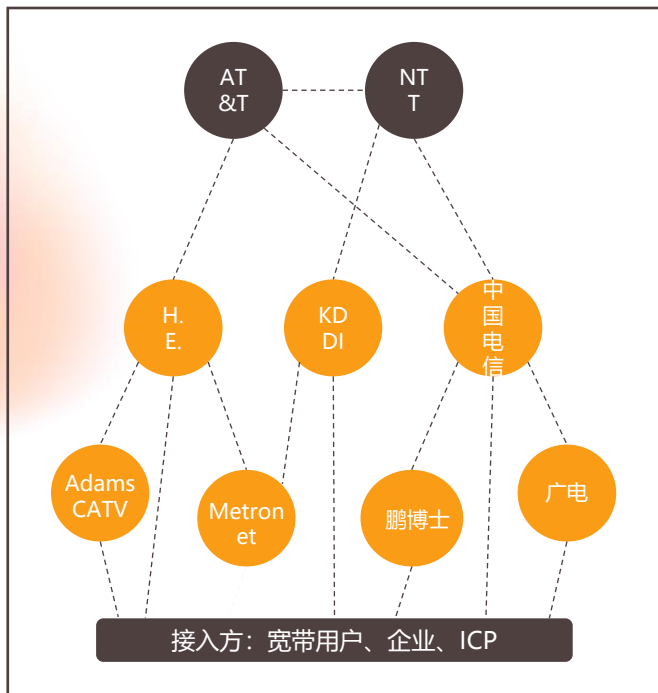 AT
&T
NT
T
H.
E.
KD
DI
中
国
电
信
Adams
CATV
Metron
et
鹏博士
广电
接入方：宽带用户、企业、ICP